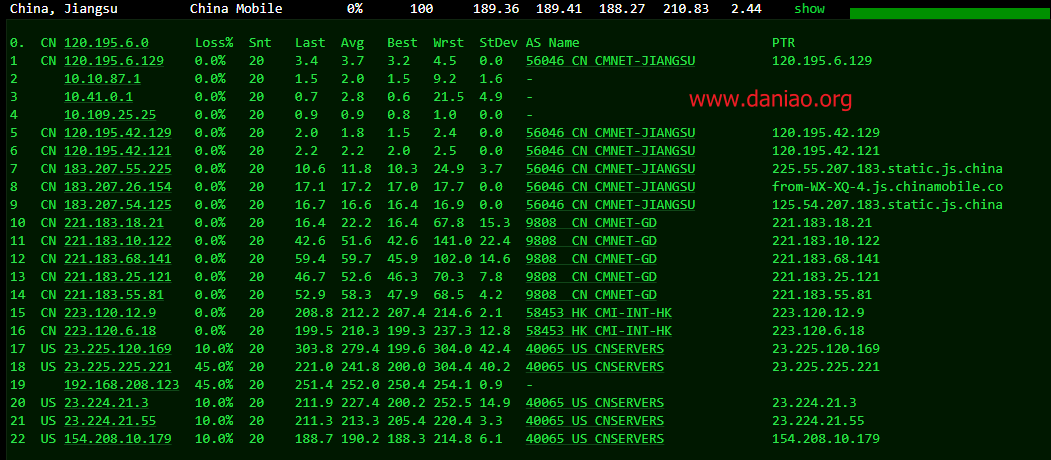 China, Jiangsu China Mobile 0% 100 189.36 189.41 188.27 210.83 2.44 show
0. CN 120.195.6.0 Loss% Snt Last Avg Best Wrst StDev AS Name PTR
1 CN 120.195.6.129 0.0% 20 3.4 3.7 3.2 4.5 0.0 56046 CN CMNET-JIANGSU 120.195.6.129
2 10.10.87.1 0.0% 20 1.5 2.0 1.5 9.2 1.6 -
3 10.41.0.1 0.0% 20 0.7 2.8 0.6 21.5 4.9 -
www.daniao.org
4 10.109.25.25 0.0% 20 0.9 0.9 0.8 1.0 0.0 -
5 CN 120.195.42.129 0.0% 20 2.0 1.8 1.5 2.4 0.0 56046 CN CMNET-JIANGSU 120.195.42.129
6 CN 120.195.42.121 0.0% 20 2.2 2.2 2.0 2.5 0.0 56046 CN CMNET-JIANGSU 120.195.42.121
7 CN 183.207.55.225 0.0% 20 10.6 11.8 10.3 24.9 3.7 56046 CN CMNET-JIANGSU 225.55.207.183.static.js.china
8 CN 183.207.26.154 0.0% 20 17.1 17.2 17.0 17.7 0.0 56046 CN CMNET-JIANGSU from-WX-XQ-4.js.chinamobile.co
9 CN 183.207.54.125 0.0% 20 16.7 16.6 16.4 16.9 0.0 56046 CN CMNET-JIANGSU 125.54.207.183.static.js.china
10 CN 221.183.18.21 0.0% 20 16.4 22.2 16.4 67.8 15.3 9808 CN CMNET-GD 221.183.18.21
11 CN 221.183.10.122 0.0% 20 42.6 51.6 42.6 141.0 22.4 9808 CN CMNET-GD 221.183.10.122
12 CN 221.183.68.141 0.0% 20 59.4 59.7 45.9 102.0 14.6 9808 CN CMNET-GD 221.183.68.141
13 CN 221.183.25.121 0.0% 20 46.7 52.6 46.3 70.3 7.8 9808 CN CMNET-GD 221.183.25.121
14 CN 221.183.55.81 0.0% 20 52.9 58.3 47.9 68.5 4.2 9808 CN CMNET-GD 221.183.55.81
15 CN 223.120.12.9 0.0% 20 208.8 212.2 207.4 214.6 2.1 58453 HK CMI-INT-HK 223.120.12.9
16 CN 223.120.6.18 0.0% 20 199.5 210.3 199.3 237.3 12.8 58453 HK CMI-INT-HK 223.120.6.18
17 US 23.225.120.169 10.0% 20 303.8 279.4 199.6 304.0 42.4 40065 US CNSERVERS 23.225.120.169
18 US 23.225.225.221 45.0% 20 221.0 241.8 200.0 304.4 40.2 40065 US CNSERVERS 23.225.225.221
19 192.168.208.123 45.0% 20 251.4 252.0 250.4 254.1 0.9 -
20 US 23.224.21.3 10.0% 20 211.9 227.4 200.2 252.5 14.9 40065 US CNSERVERS 23.224.21.3
21 US 23.224.21.55 10.0% 20 211.3 213.3 205.4 220.4 3.3 40065 US CNSERVERS 23.224.21.55
22 US 154.208.10.179 10.0% 20 188.7 190.2 188.3 214.8 6.1 40065 US CNSERVERS 154.208.10.179